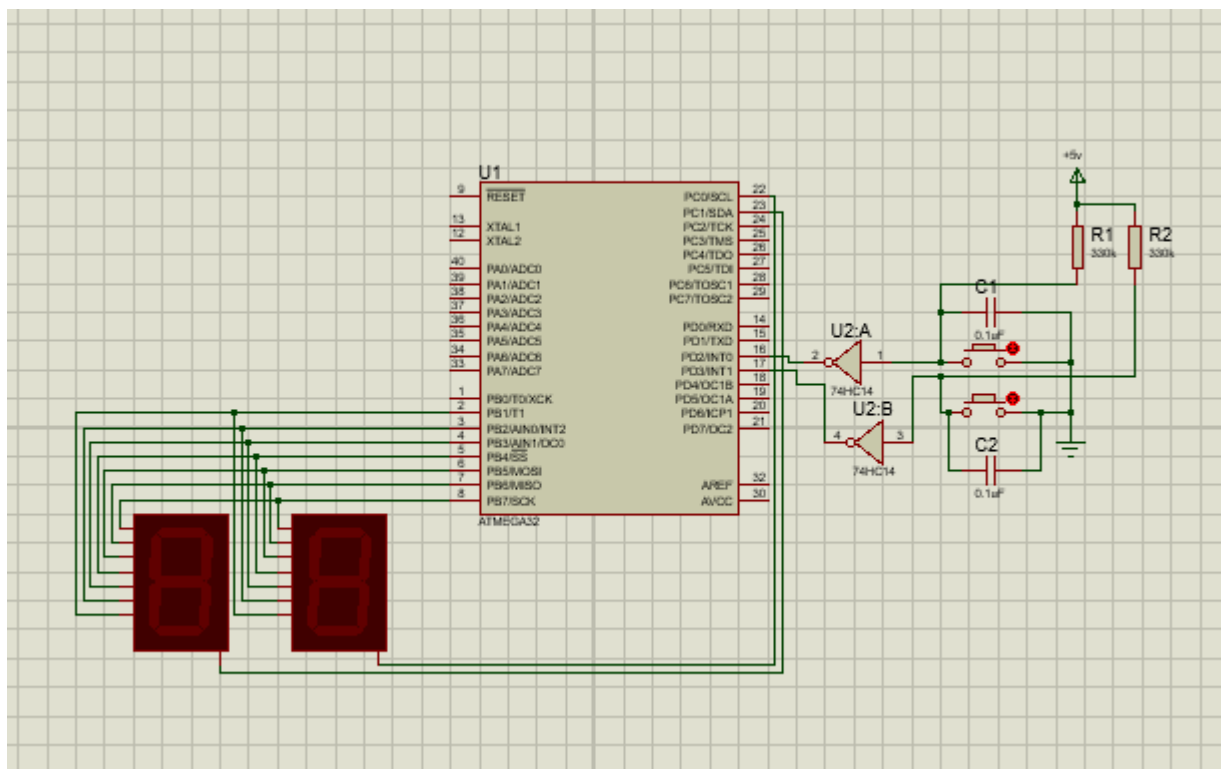 U1
9
RESET
13
XTAL1
12
XTAL2
40
PA0/ADC0
39
PA1/ADC1
38
PA2/ADC2
37
PA3/ADC3
36
PA4/ADC4
35
PA5/ADC5
34
PA6/ADC6
33
PA7/ADC7
1
PB0/T0/XCK
2
PB1/T1
3
PB2/AIN0/INT2
4
PB3/AIN1/OC0
5
PB4/SS
6
PB5/MOSI
7
PB6/MISO
8
PB7/SCK
PC0/SCL
22
PC1/SDA
23
PC2/TCK
24
PC3/TMS
25
PC4/TDO
26
PC5/TDI
27
PC6/TOSC1
28
PC7/TOSC2
29
PD0/RXD
14
PD1/TXD
15
PD2/INT0
16
PD3/INT1
17
PD4/OC1B
18
PD5/OC1A
19
PD6/ICP1
20
PD7/OC2
21
AREF
32
AVCC
30
ATMEGA32
U2:A
2
1
74HC14
U2:B
4
3
74HC14
+5v
R1
330k
R2
330k
C1
0.1uF
C2
0.1uF